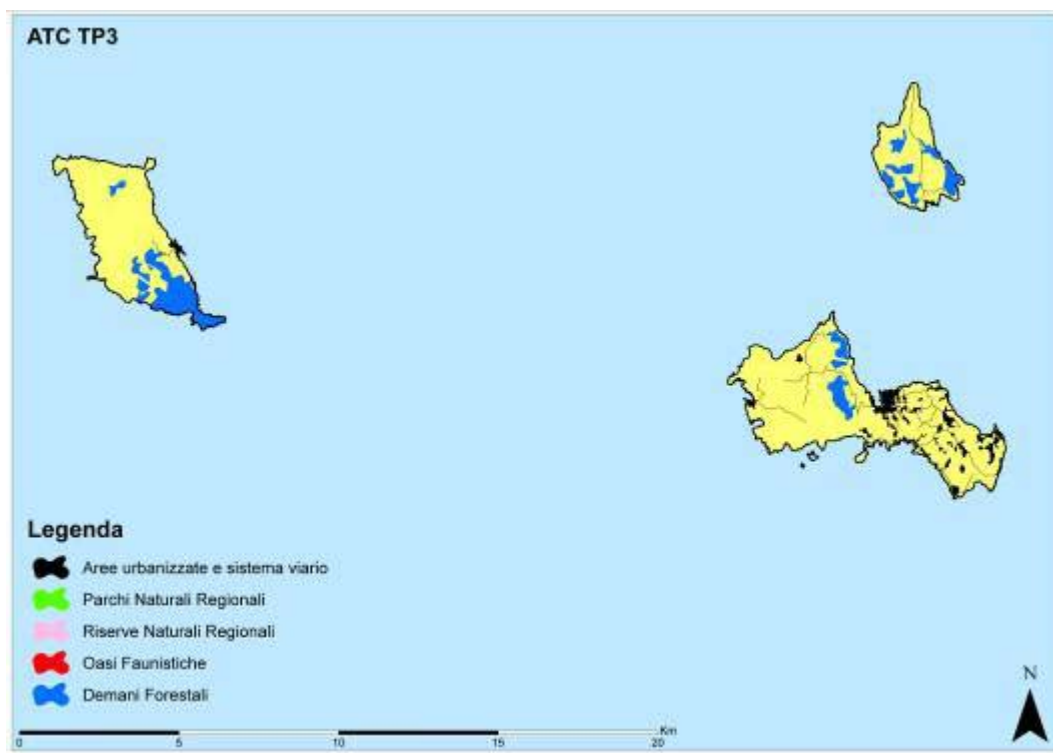 ATC TP3
Legenda
Aree urbanizzate e sistema viario
Parchi Naturali Regionali
Riserve Naturali Regionali
Oasi Faunistiche
Demani Forestali
N
Km
0 5 10 15 20